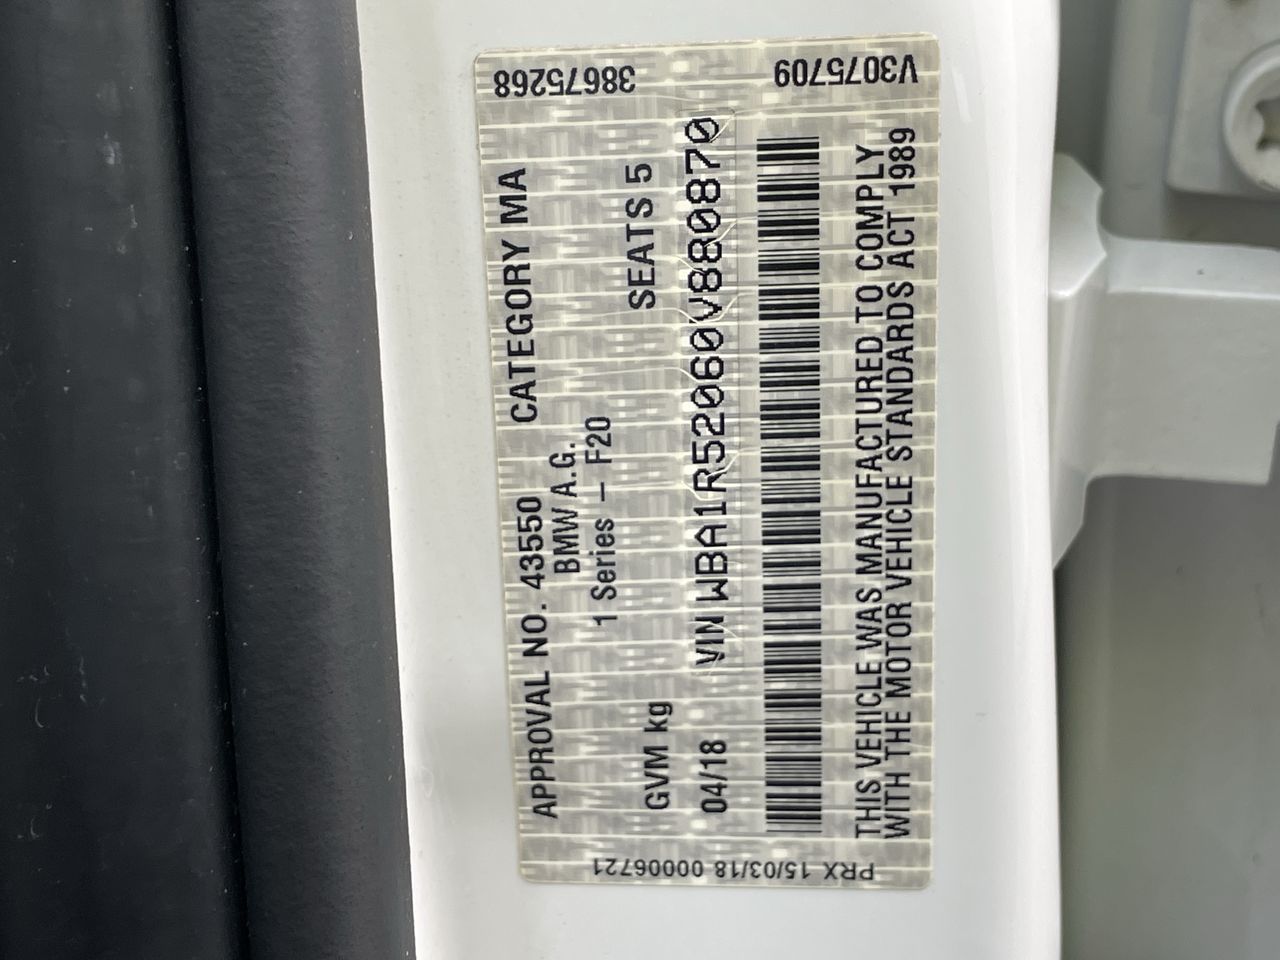 38675268
V3075709
APPROVAL NO. 43550 CATEGORY MA
BMW A.G.
1 Series – F20
GVM kg SEATS 5
04/18 VIN WBA1R52060V880870
THIS VEHICLE WAS MANUFACTURED TO COMPLY
WITH THE MOTOR VEHICLE STANDARDS ACT 1989
PRX 15/03/18 00006721